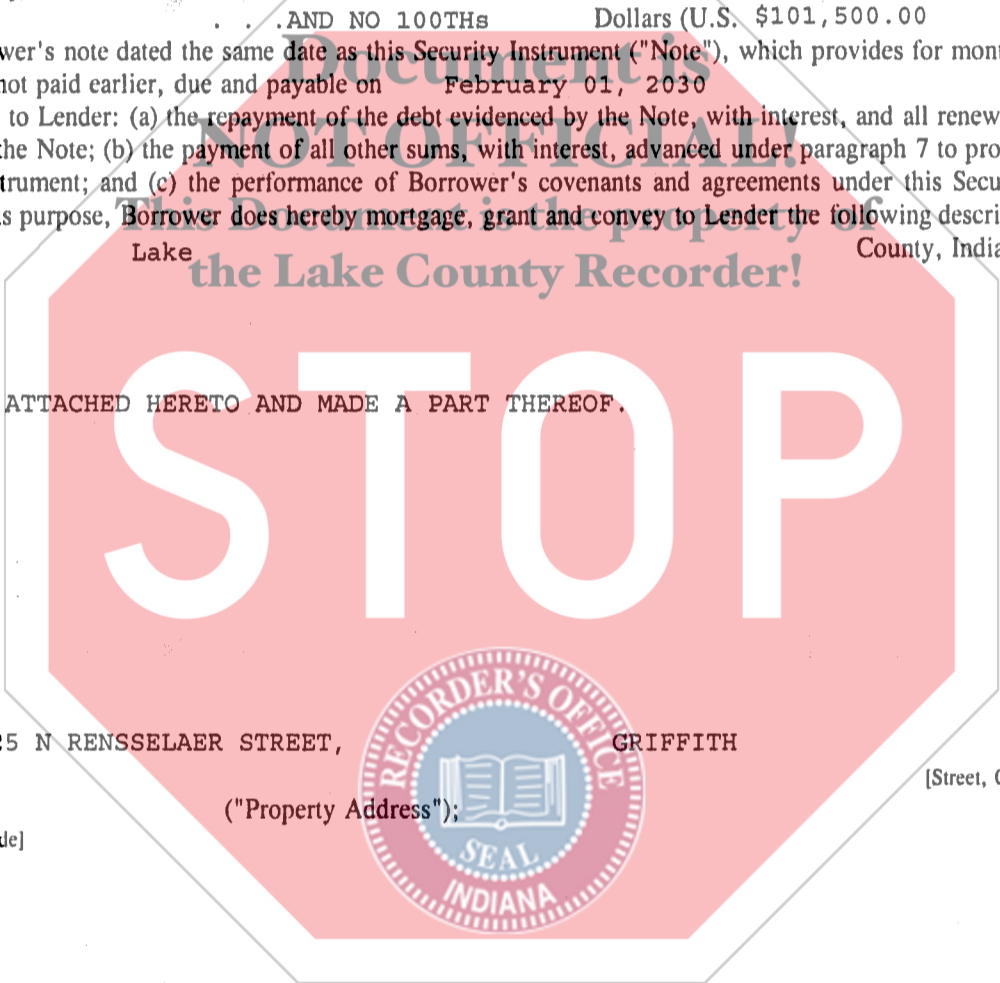 . . .AND NO 100THs Dollars (U.S. $101,500.00
wer's note dated the same date as this Security Instrument ("Note"), which provides for mon
not paid earlier, due and payable on February 01, 2030
to Lender: (a) the repayment of the debt evidenced by the Note, with interest, and all renew
the Note; (b) the payment of all other sums, with interest, advanced under paragraph 7 to pro
trument; and (c) the performance of Borrower's covenants and agreements under this Secu
s purpose, Borrower does hereby mortgage, grant and convey to Lender the following descri
Lake County, India
Document is
NOT OFFICIAL!
This Document is the property of
the Lake County Recorder!
ATTACHED HERETO AND MADE A PART THEREOF.
STOP
5 N RENSSELAER STREET, GRIFFITH
[Street, C
("Property Address");
de]
RECORDER'S OFFICE
SEAL
INDIANA